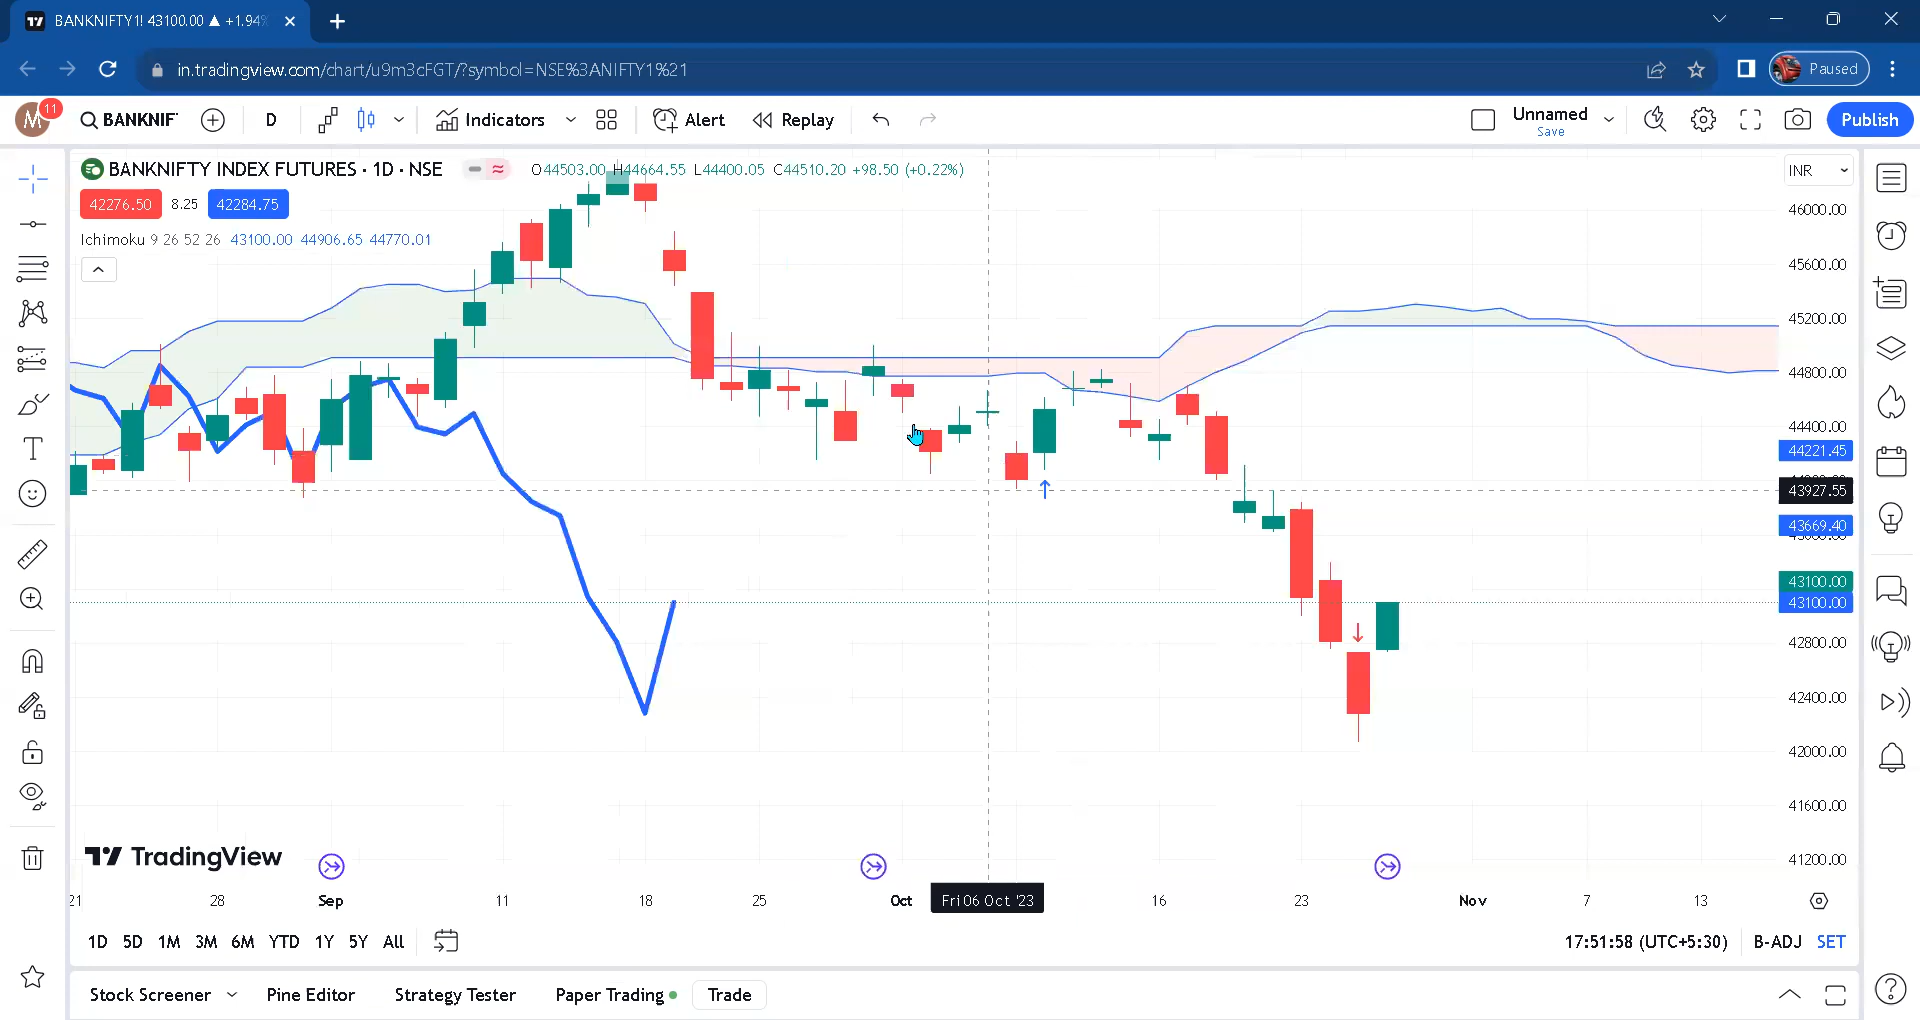 BANKNIFTY1! 43100.00 ▲ +1.94%
in.tradingview.com/chart/u9m3cFGT/?symbol=NSE%3ANIFTY1%21
Paused
M
11
BANKNIF
D
Indicators
Alert
Replay
Unnamed
Save
Publish
BANKNIFTY INDEX FUTURES · 1D · NSE
O44503.00 H44664.55 L44400.05 C44510.20 +98.50 (+0.22%)
INR
42276.50
8.25
42284.75
Ichimoku 9 26 52 26 43100.00 44906.65 44770.01
46000.00
45600.00
45200.00
44800.00
44400.00
44221.45
43927.55
43669.40
43100.00
43100.00
42800.00
42400.00
42000.00
41600.00
41200.00
TradingView
21
28
Sep
11
18
25
Oct
Fri 06 Oct '23
16
23
Nov
7
13
1D 5D 1M 3M 6M YTD 1Y 5Y All
17:51:58 (UTC+5:30)
B-ADJ
SET
Stock Screener
Pine Editor
Strategy Tester
Paper Trading
Trade